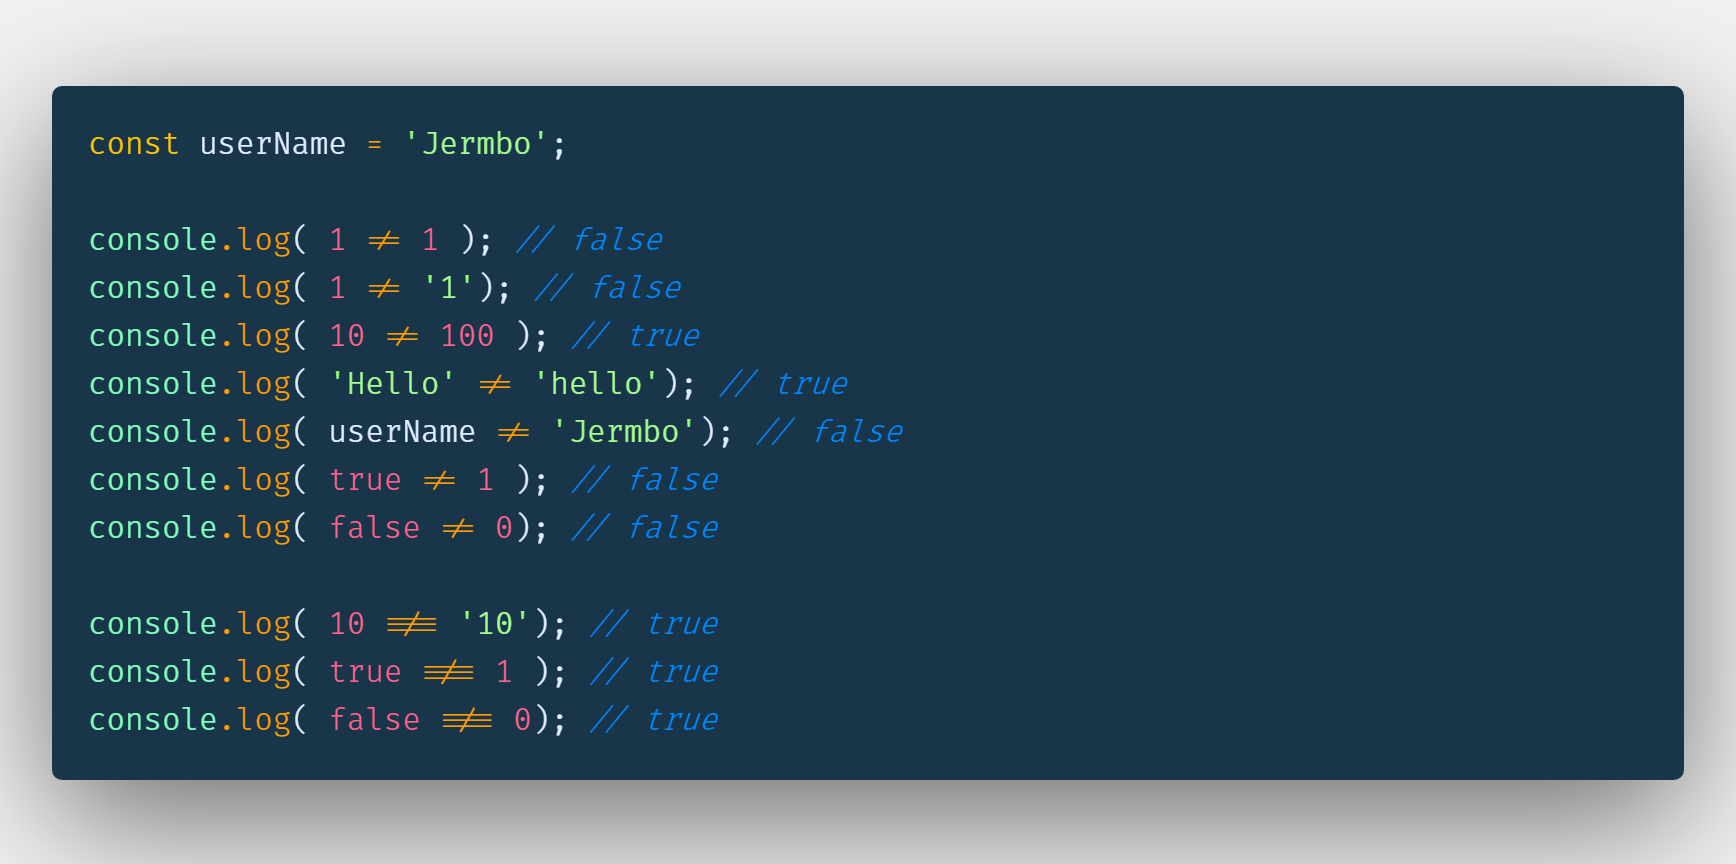 const userName = 'Jermbo';
console.log( 1 != 1 ); // false
console.log( 1 != '1'); // false
console.log( 10 != 100 ); // true
console.log( 'Hello' != 'hello'); // true
console.log( userName != 'Jermbo'); // false
console.log( true != 1 ); // false
console.log( false != 0); // false
console.log( 10 !== '10'); // true
console.log( true !== 1 ); // true
console.log( false !== 0); // true